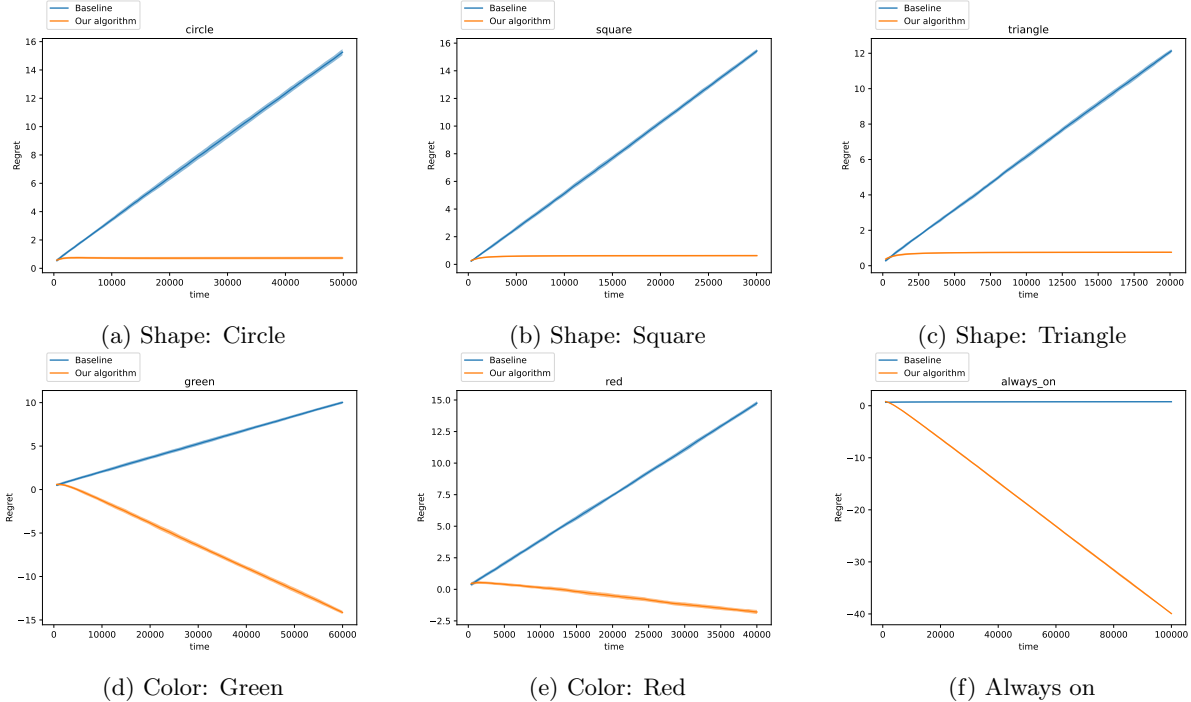 Baseline
Our algorithm
circle
16
14
12
10
8
6
4
2
0
Regret
0 10000 20000 30000 40000 50000
time
(a) Shape: Circle
Baseline
Our algorithm
square
16
14
12
10
8
6
4
2
0
Regret
0 5000 10000 15000 20000 25000 30000
time
(b) Shape: Square
Baseline
Our algorithm
triangle
12
10
8
6
4
2
0
Regret
0 2500 5000 7500 10000 12500 15000 17500 20000
time
(c) Shape: Triangle
Baseline
Our algorithm
green
10
5
0
−5
−10
−15
Regret
0 10000 20000 30000 40000 50000 60000
time
(d) Color: Green
Baseline
Our algorithm
red
15.0
12.5
10.0
7.5
5.0
2.5
0.0
−2.5
Regret
0 5000 10000 15000 20000 25000 30000 35000 40000
time
(e) Color: Red
Baseline
Our algorithm
always_on
0
−10
−20
−30
−40
Regret
0 20000 40000 60000 80000 100000
time
(f) Always on